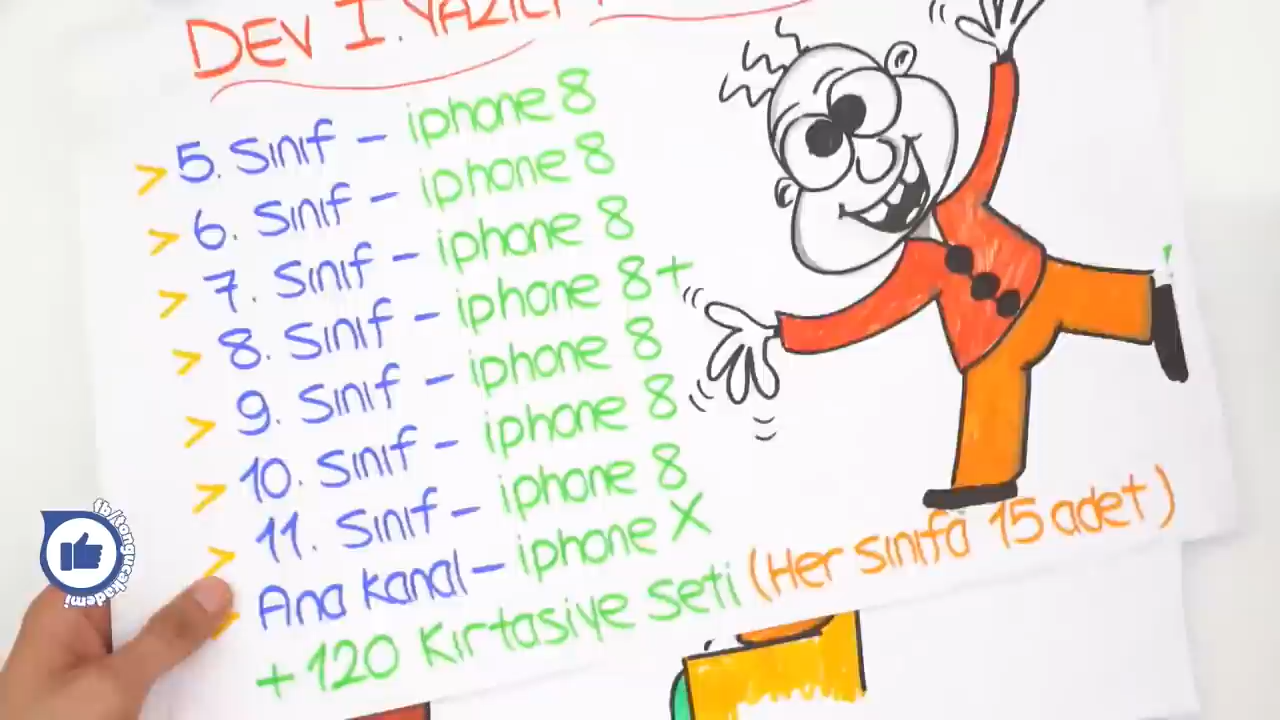 DEV I. YAZILI
> 5. Sınıf - iphone 8
> 6. Sınıf - iphone 8
> 7. Sınıf - iphone 8
> 8. Sınıf - iphone 8+
> 9. Sınıf - iphone 8
> 10. Sınıf - iphone 8
> 11. Sınıf - iphone 8
> Ana kanal - iphone X
+120 Kırtasiye seti (Her sınıfa 15 adet)
fb/tongucakademi